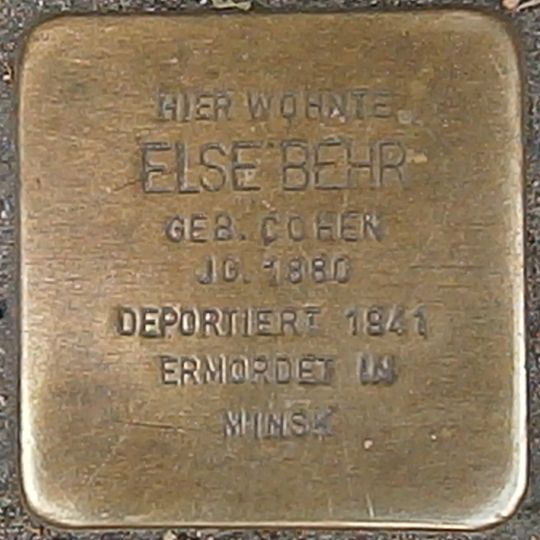 HIER WOHNTE
ELSE BEHR
GEB. COHEN
JG. 1880
DEPORTIERT 1941
ERMORDET IN
MINSK